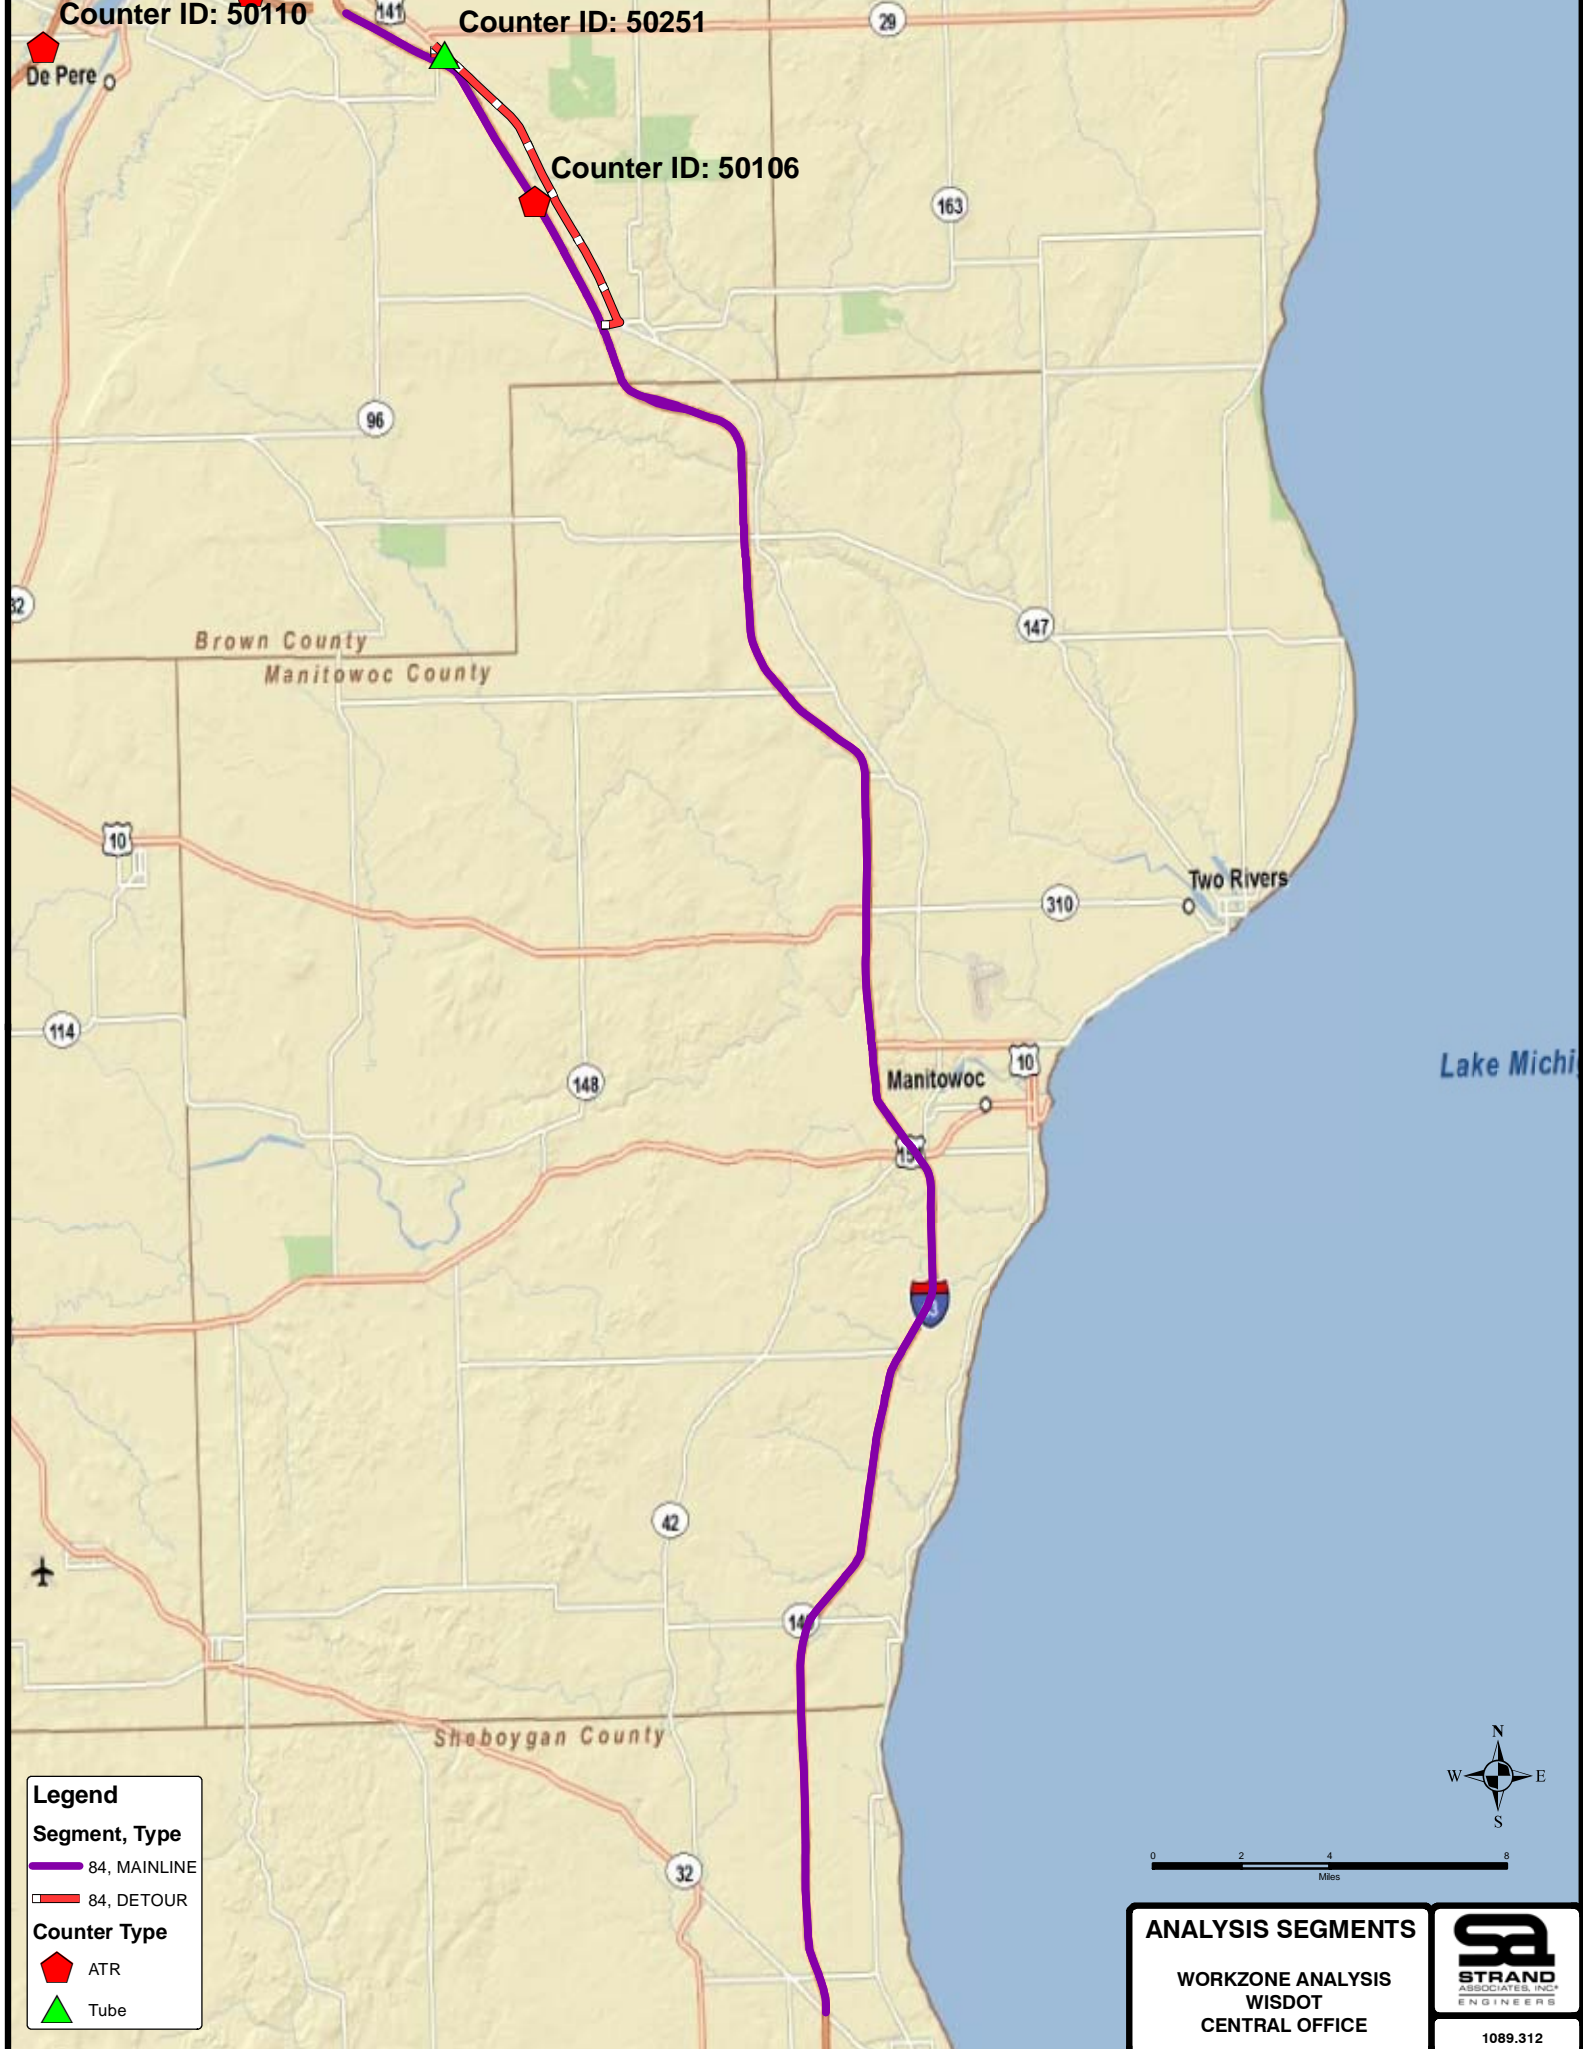 Counter ID: 50110
141
Counter ID: 50251
29
De Pere
Counter ID: 50106
163
96
32
147
Brown County
Manitowoc County
10
Two Rivers
310
114
10
Lake Michi
148
Manitowoc
42
Sheboygan County
32
N
W
E
S
0
2
4
8
Miles
Legend
Segment, Type
84, MAINLINE
84, DETOUR
Counter Type
ATR
Tube
ANALYSIS SEGMENTS
WORKZONE ANALYSIS
WISDOT
CENTRAL OFFICE
sa
STRAND
ASSOCIATES, INC.®
ENGINEERS
1089.312